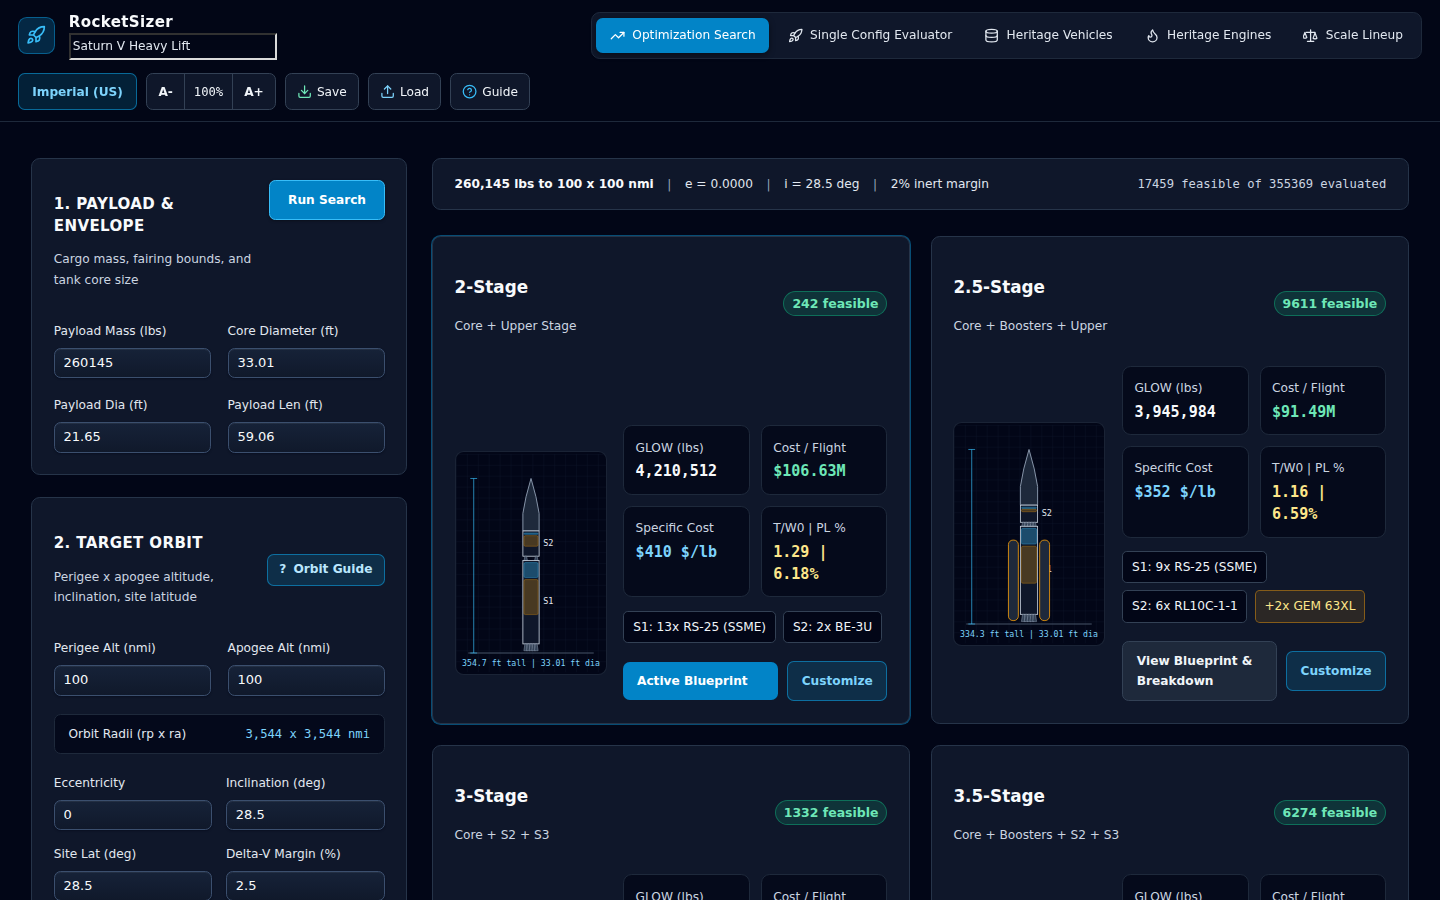 RocketSizer
Saturn V Heavy Lift
Optimization Search
Single Config Evaluator
Heritage Vehicles
Heritage Engines
Scale Lineup
Imperial (US)
A-
100%
A+
Save
Load
Guide
1. PAYLOAD &
ENVELOPE
Run Search
Cargo mass, fairing bounds, and
tank core size
Payload Mass (lbs)
Core Diameter (ft)
260145
33.01
Payload Dia (ft)
Payload Len (ft)
21.65
59.06
2. TARGET ORBIT
Perigee x apogee altitude,
inclination, site latitude
? Orbit Guide
Perigee Alt (nmi)
Apogee Alt (nmi)
100
100
Orbit Radii (rp x ra)
3,544 x 3,544 nmi
Eccentricity
Inclination (deg)
0
28.5
Site Lat (deg)
Delta-V Margin (%)
28.5
2.5
260,145 lbs to 100 x 100 nmi | e = 0.0000 | i = 28.5 deg | 2% inert margin
17459 feasible of 355369 evaluated
2-Stage
242 feasible
Core + Upper Stage
S2
S1
354.7 ft tall | 33.01 ft dia
GLOW (lbs)
4,210,512
Cost / Flight
$106.63M
Specific Cost
$410 $/lb
T/W0 | PL %
1.29 |
6.18%
S1: 13x RS-25 (SSME)
S2: 2x BE-3U
Active Blueprint
Customize
2.5-Stage
9611 feasible
Core + Boosters + Upper
S2
334.3 ft tall | 33.01 ft dia
GLOW (lbs)
3,945,984
Cost / Flight
$91.49M
Specific Cost
$352 $/lb
T/W0 | PL %
1.16 |
6.59%
S1: 9x RS-25 (SSME)
S2: 6x RL10C-1-1
+2x GEM 63XL
View Blueprint &
Breakdown
Customize
3-Stage
1332 feasible
Core + S2 + S3
GLOW (lbs)
Cost / Flight
3.5-Stage
6274 feasible
Core + Boosters + S2 + S3
GLOW (lbs)
Cost / Flight